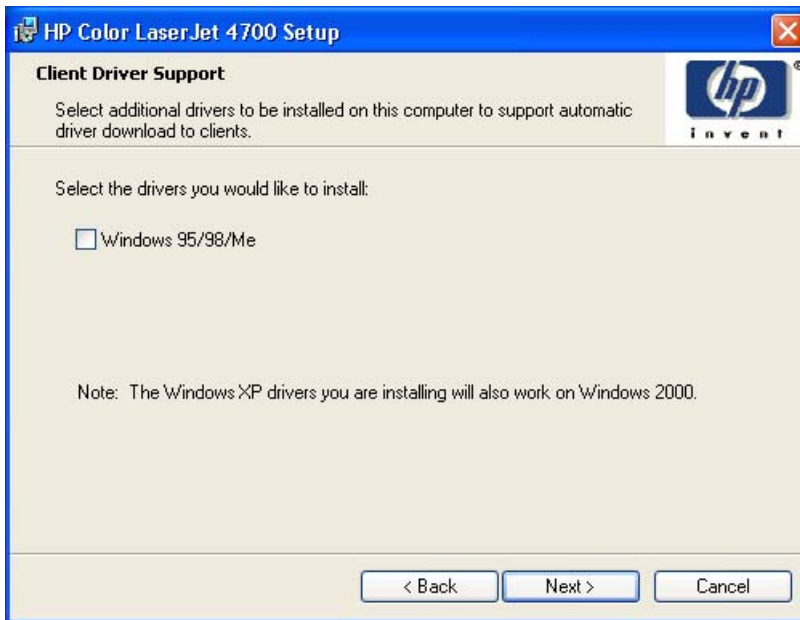 HP Color LaserJet 4700 Setup
Client Driver Support
Select additional drivers to be installed on this computer to support automatic
driver download to clients.
hp
®
invent
Select the drivers you would like to install:
Windows 95/98/Me
Note: The Windows XP drivers you are installing will also work on Windows 2000.
< Back
Next >
Cancel